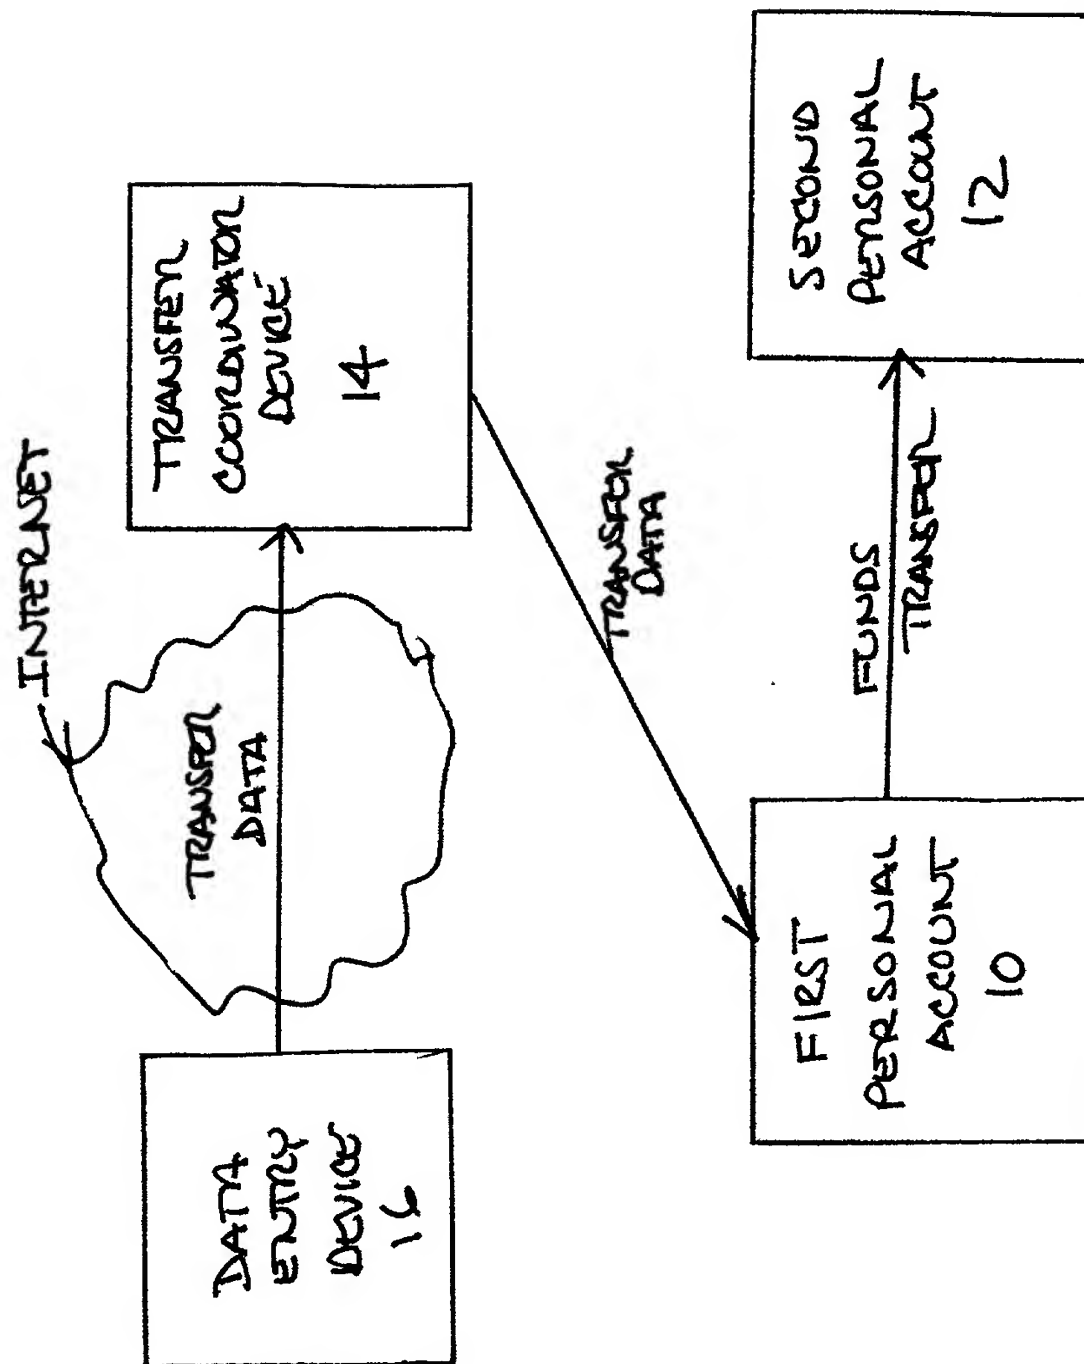 INTERNET
DATA
ENTRY
DEVICE
16
TRANSFER
DATA
TRANSFER
COORDINATOR
DEVICE
14
TRANSFER
DATA
FIRST
PERSONAL
ACCOUNT
10
FUNDS
TRANSFER
SECOND
PERSONAL
ACCOUNT
12